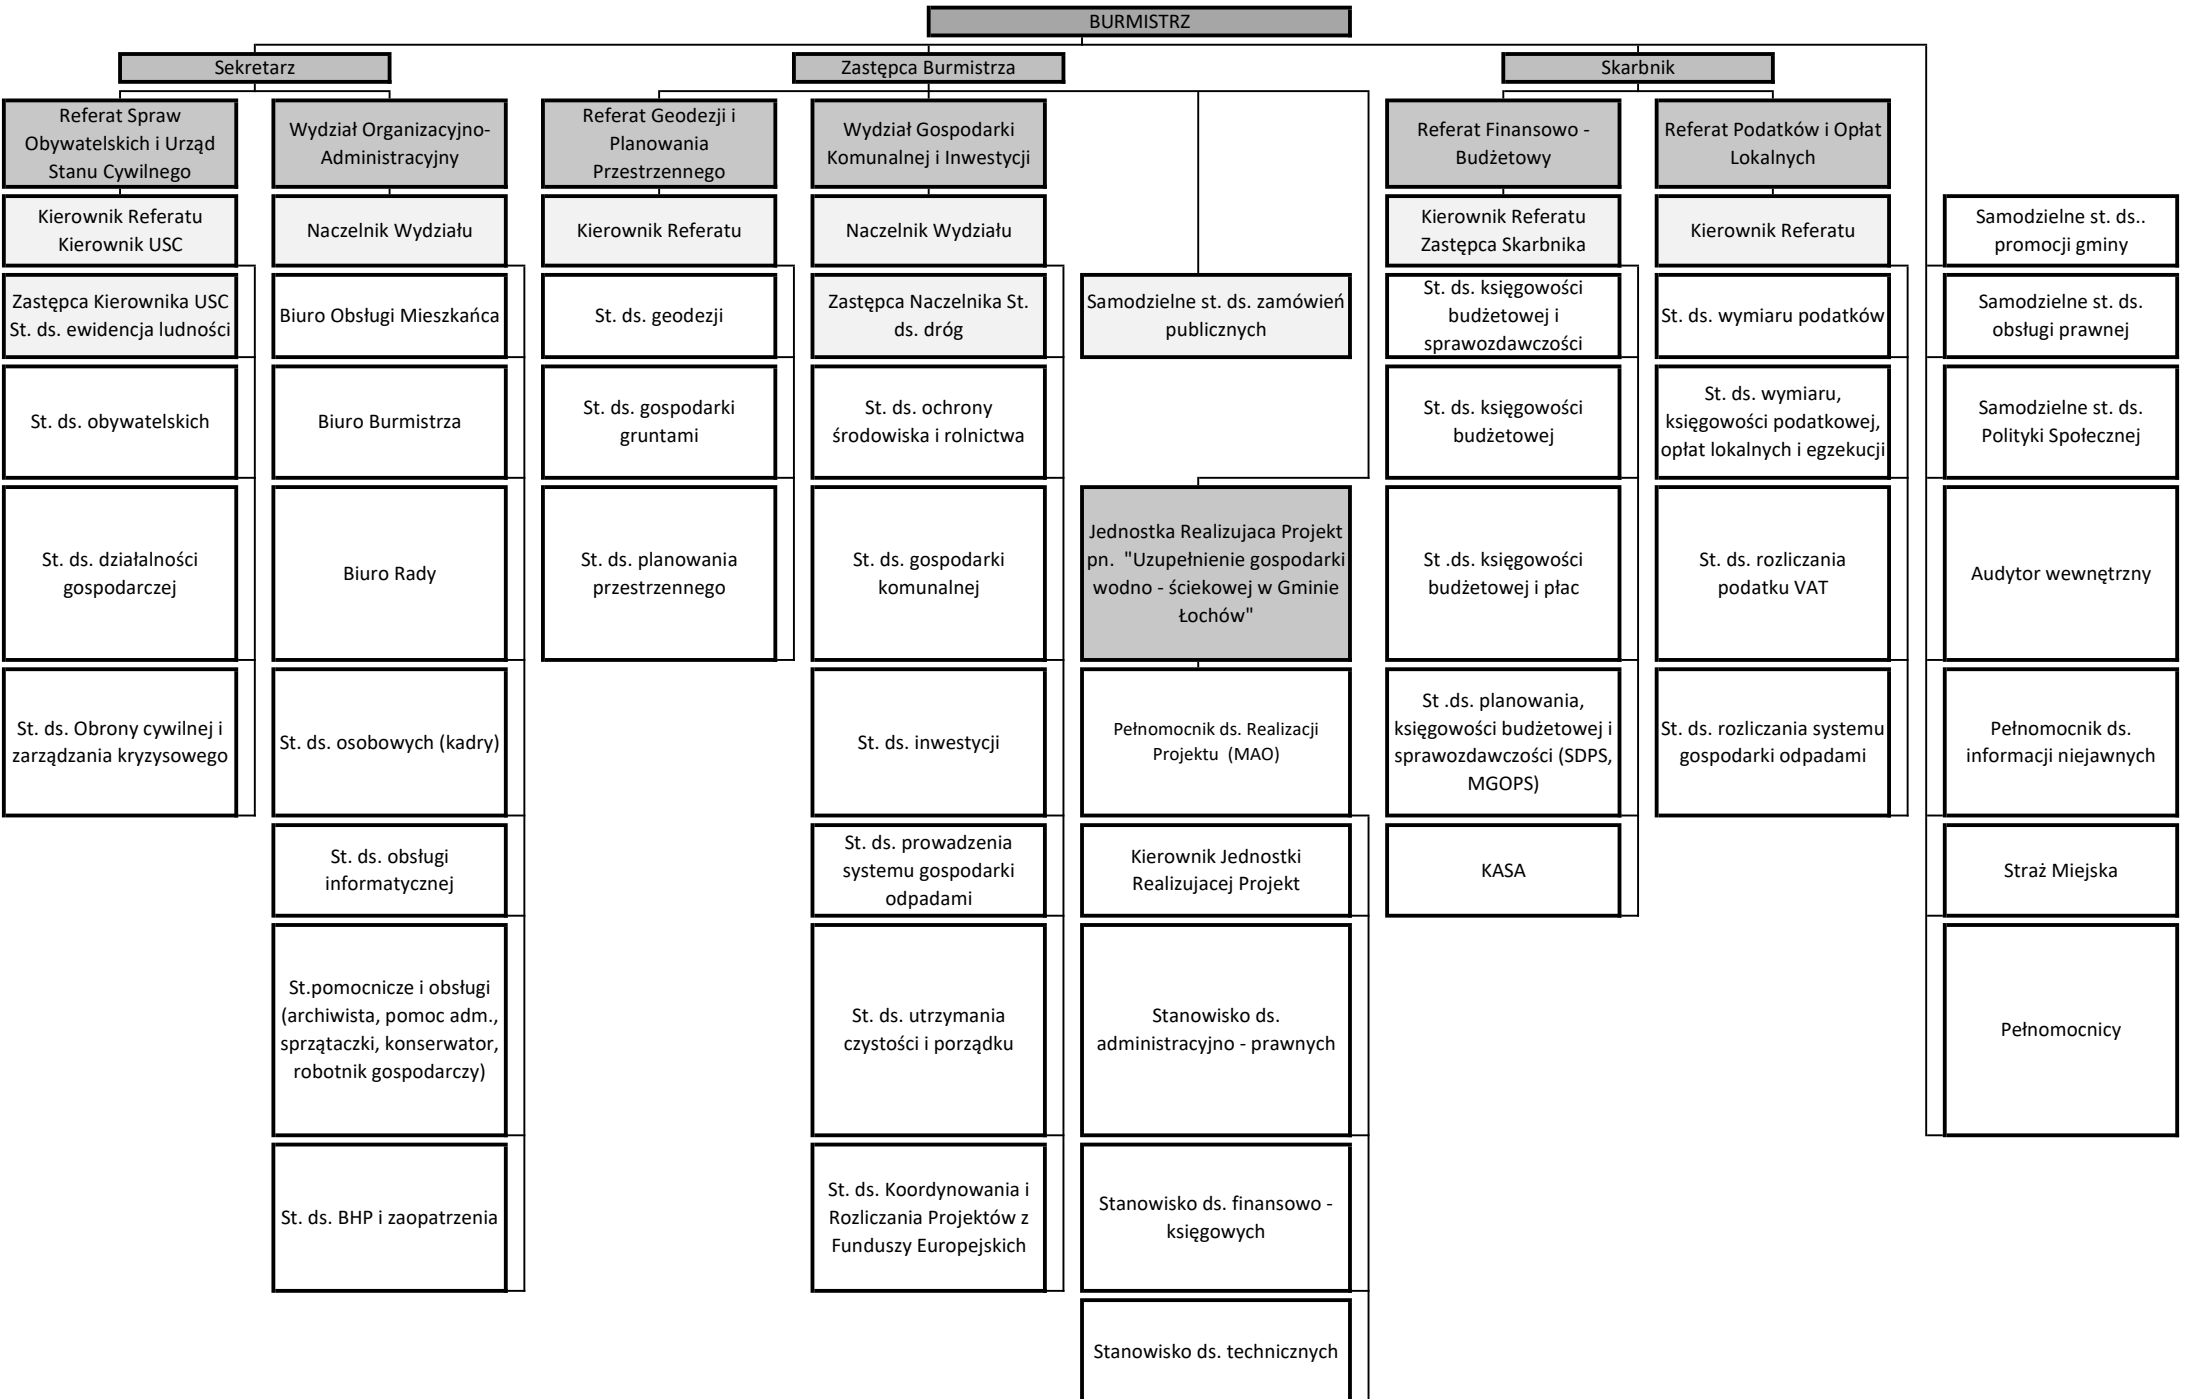 BURMISTRZ
Sekretarz
Zastępca Burmistrza
Skarbnik
Referat Spraw
Obywatelskich i Urząd
Stanu Cywilnego
Wydział Organizacyjno-
Administracyjny
Referat Geodezji i
Planowania
Przestrzennego
Wydział Gospodarki
Komunalnej i Inwestycji
Referat Finansowo -
Budżetowy
Referat Podatków i Opłat
Lokalnych
Kierownik Referatu
Kierownik USC
Naczelnik Wydziału
Kierownik Referatu
Naczelnik Wydziału
Kierownik Referatu
Zastępca Skarbnika
Kierownik Referatu
Samodzielne st. ds..
promocji gminy
Zastępca Kierownika USC
St. ds. ewidencja ludności
Biuro Obsługi Mieszkańca
St. ds. geodezji
Zastępca Naczelnika St.
ds. dróg
Samodzielne st. ds. zamówień
publicznych
St. ds. księgowości
budżetowej i
sprawozdawczości
St. ds. wymiaru podatków
Samodzielne st. ds.
obsługi prawnej
St. ds. obywatelskich
Biuro Burmistrza
St. ds. gospodarki
gruntami
St. ds. ochrony
środowiska i rolnictwa
St. ds. księgowości
budżetowej
St. ds. wymiaru,
księgowości podatkowej,
opłat lokalnych i egzekucji
Samodzielne st. ds.
Polityki Społecznej
St. ds. działalności
gospodarczej
Biuro Rady
St. ds. planowania
przestrzennego
St. ds. gospodarki
komunalnej
Jednostka Realizujaca Projekt
pn.  "Uzupełnienie gospodarki
wodno - ściekowej w Gminie
Łochów"
St .ds. księgowości
budżetowej i płac
St. ds. rozliczania
podatku VAT
Audytor wewnętrzny
St. ds. Obrony cywilnej i
zarządzania kryzysowego
St. ds. osobowych (kadry)
St. ds. inwestycji
Pełnomocnik ds. Realizacji
Projektu  (MAO)
St .ds. planowania,
księgowości budżetowej i
sprawozdawczości (SDPS,
MGOPS)
St. ds. rozliczania systemu
gospodarki odpadami
Pełnomocnik ds.
informacji niejawnych
St. ds. obsługi
informatycznej
St. ds. prowadzenia
systemu gospodarki
odpadami
Kierownik Jednostki
Realizujacej Projekt
KASA
Straż Miejska
St.pomocnicze i obsługi
(archiwista, pomoc adm.,
sprzątaczki, konserwator,
robotnik gospodarczy)
St. ds. utrzymania
czystości i porządku
Stanowisko ds.
administracyjno - prawnych
Pełnomocnicy
St. ds. BHP i zaopatrzenia
St. ds. Koordynowania i
Rozliczania Projektów z
Funduszy Europejskich
Stanowisko ds. finansowo -
księgowych
Stanowisko ds. technicznych